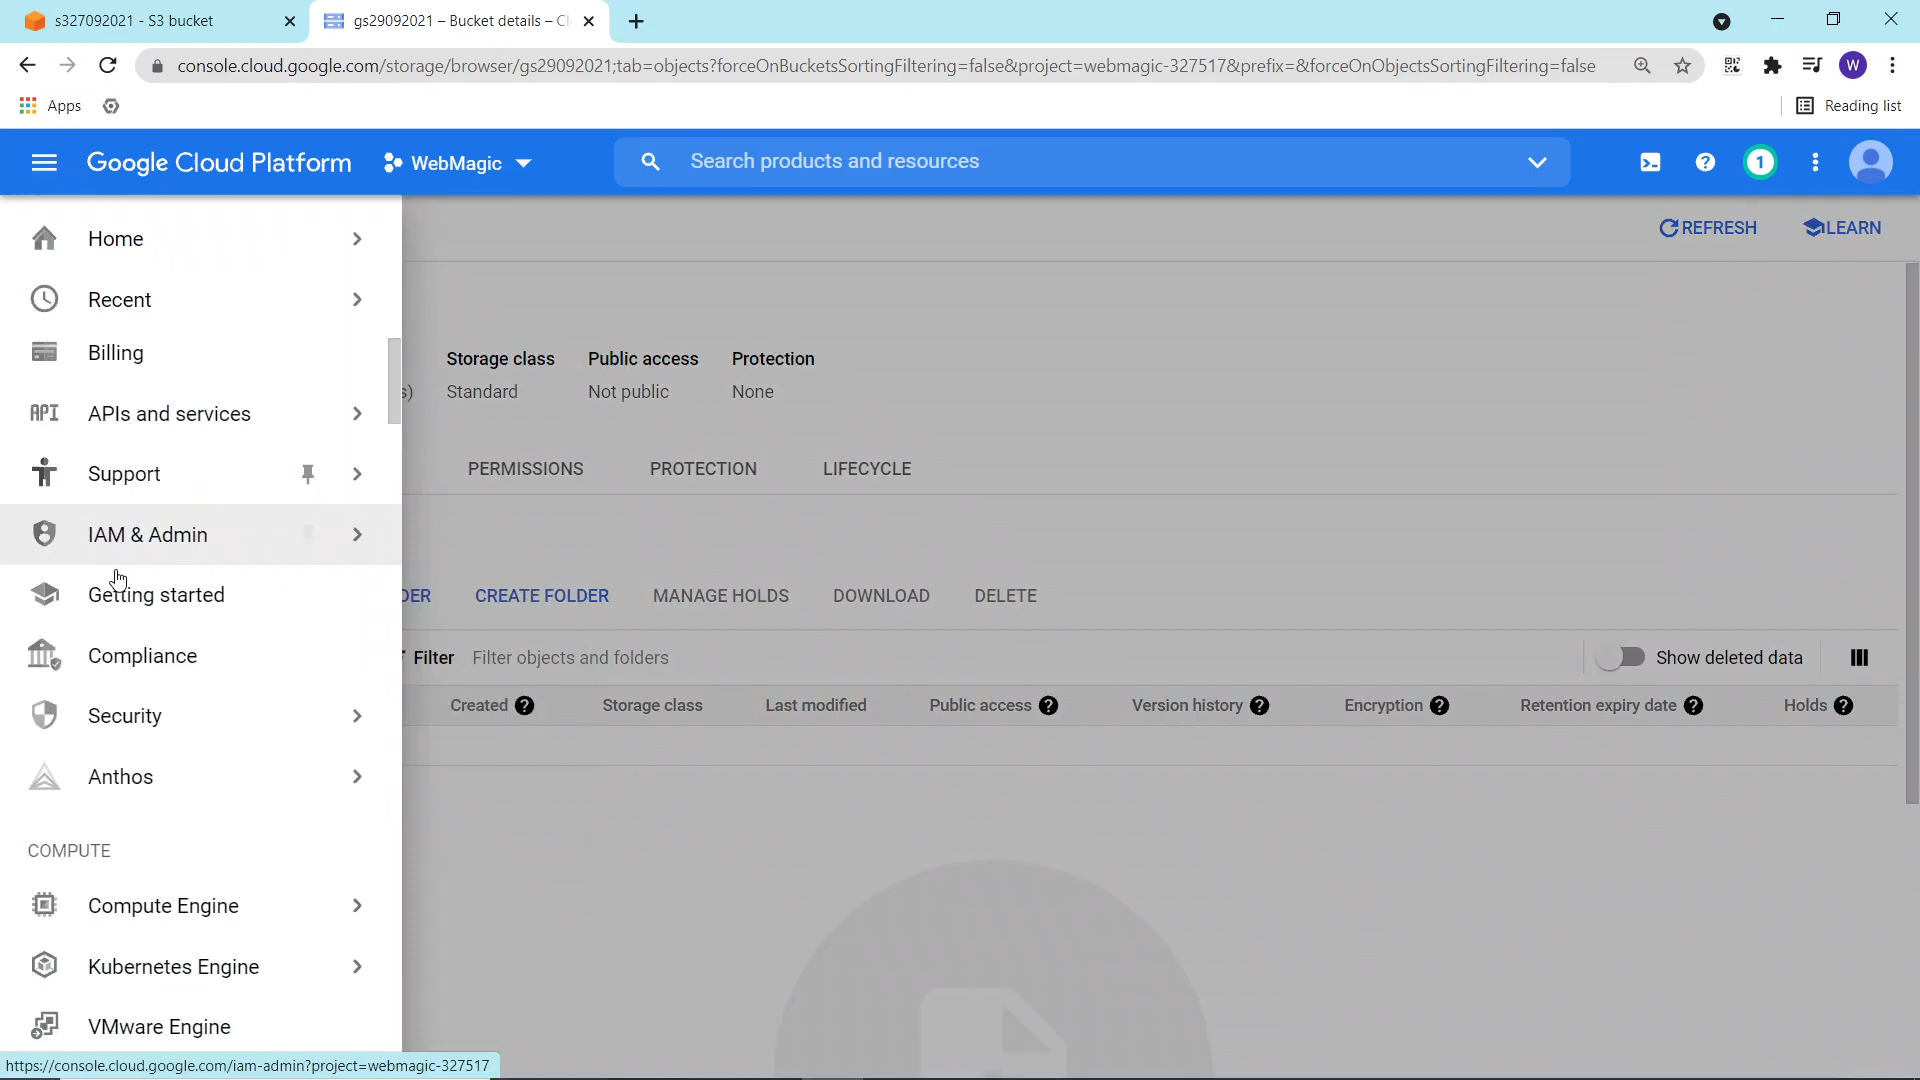 s327092021 - S3 bucket
gs29092021 – Bucket details – Cl
console.cloud.google.com/storage/browser/gs29092021;tab=objects?forceOnBucketsSortingFiltering=false&project=webmagic-327517&prefix=&forceOnObjectsSortingFiltering=false
W
Apps
Reading list
Google Cloud Platform
WebMagic
Search products and resources
1
REFRESH
LEARN
Home
Recent
Billing
API
APIs and services
Support
IAM & Admin
Getting started
Compliance
Security
Anthos
COMPUTE
Compute Engine
Kubernetes Engine
VMware Engine
Storage class
Public access
Protection
s)
Standard
Not public
None
PERMISSIONS
PROTECTION
LIFECYCLE
DER
CREATE FOLDER
MANAGE HOLDS
DOWNLOAD
DELETE
Filter
Filter objects and folders
Show deleted data
Created
Storage class
Last modified
Public access
Version history
Encryption
Retention expiry date
Holds
https://console.cloud.google.com/iam-admin?project=webmagic-327517